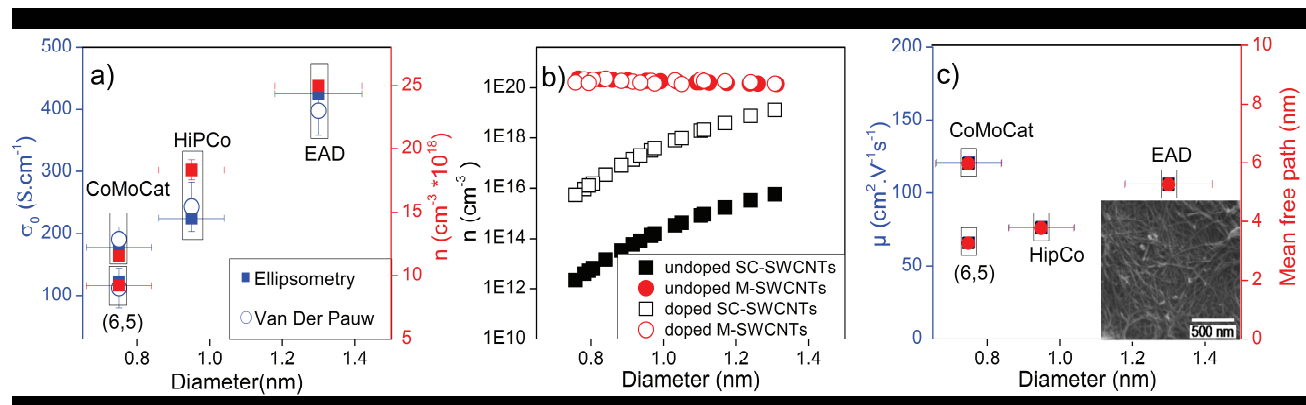 a)
500
400
300
200
100
σ₀ (S.cm⁻¹)
CoMoCat
HiPCo
EAD
(6,5)
Ellipsometry
Van Der Pauw
25
20
15
10
5
n (cm⁻³ *10¹⁸)
0.8 1.0 1.2 1.4
Diameter(nm)
b)
1E20
1E18
1E16
1E14
1E12
1E10
n (cm⁻³)
undoped SC-SWCNTs
undoped M-SWCNTs
doped SC-SWCNTs
doped M-SWCNTs
0.8 1.0 1.2 1.4
Diameter (nm)
c)
200
150
100
50
0
μ (cm² V⁻¹s⁻¹)
CoMoCat
EAD
(6,5)
HipCo
500 nm
10
8
6
4
2
0
Mean free path (nm)
0.8 1.0 1.2 1.4
Diameter (nm)